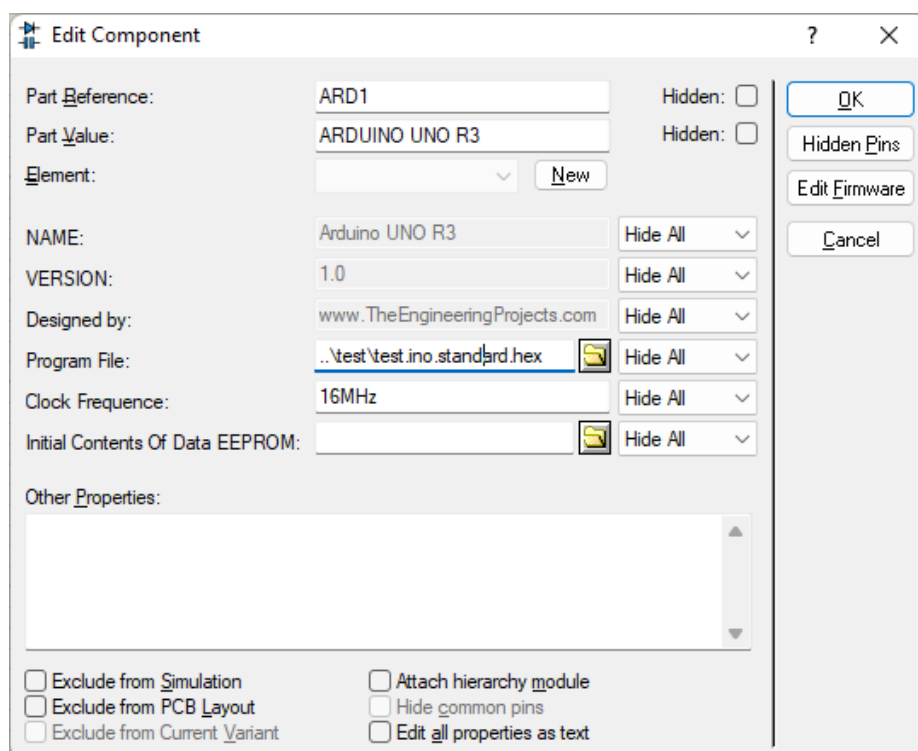 Edit Component ? ×
Part Reference: ARD1 Hidden:
Part Value: ARDUINO UNO R3 Hidden:
Element: New
NAME: Arduino UNO R3 Hide All
VERSION: 1.0 Hide All
Designed by: www.TheEngineeringProjects.com Hide All
Program File: ..\test\test.ino.standard.hex Hide All
Clock Frequence: 16MHz Hide All
Initial Contents Of Data EEPROM: Hide All
Other Properties:
Exclude from Simulation Attach hierarchy module
Exclude from PCB Layout Hide common pins
Exclude from Current Variant Edit all properties as text
OK
Hidden Pins
Edit Firmware
Cancel